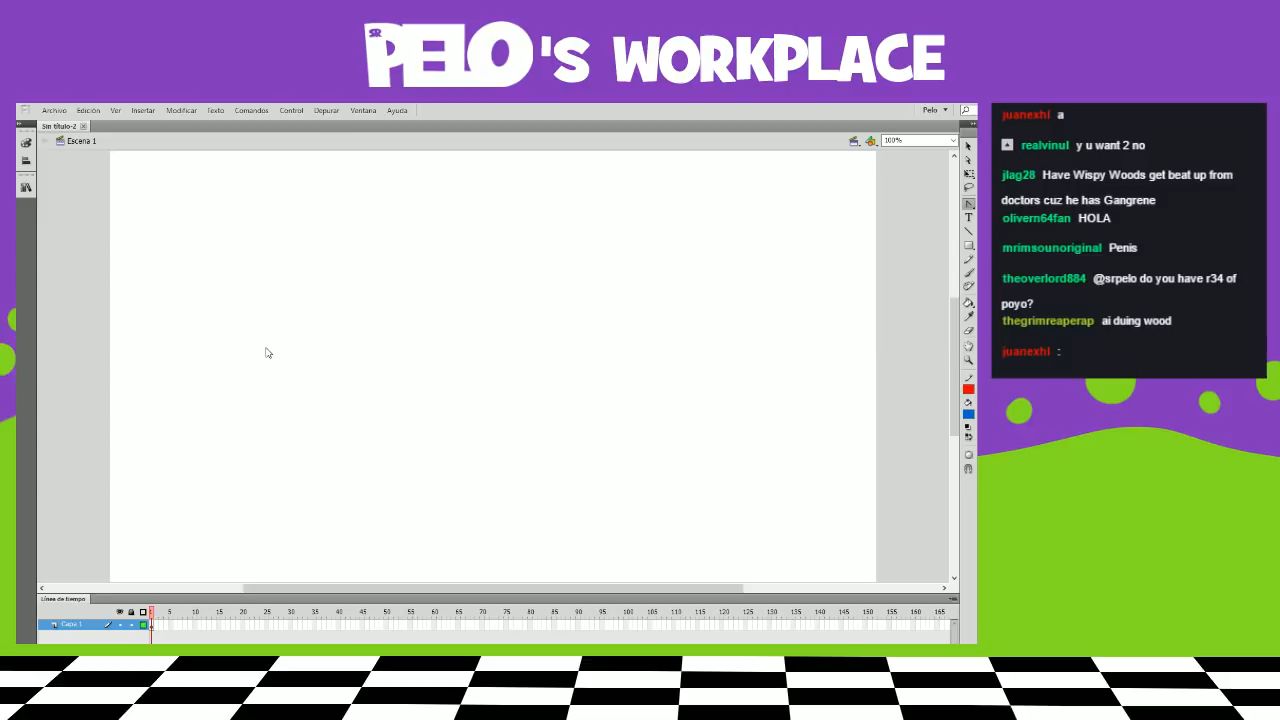 SR PELO'S WORKPLACE
Archivo Edición Ver Insertar Modificar Texto Comandos Control Depurar Ventana Ayuda Pelo
Sin título-2
Escena 1 100%
juanexhl a
realvinul y u want 2 no
jlag28 Have Wispy Woods get beat up from
doctors cuz he has Gangrene
olivern64fan HOLA
mrimsounoriginal Penis
theoverlord884 @srpelo do you have r34 of
poyo?
thegrimreaperap ai duing wood
juanexhl :
T
Línea de tiempo
1 5 10 15 20 25 30 35 40 45 50 55 60 65 70 75 80 85 90 95 100 105 110 115 120 125 130 135 140 145 150 155 160 165
Capa 1